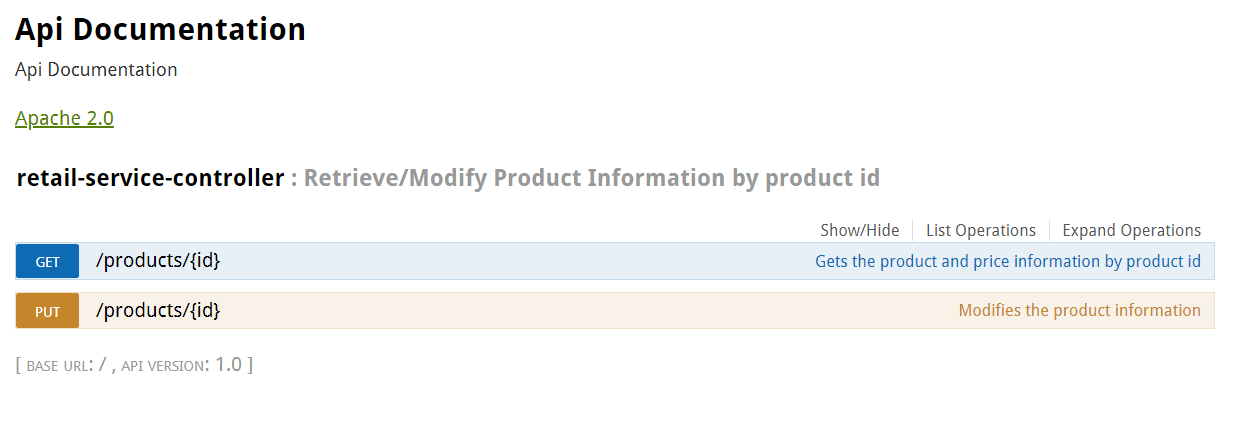 Api Documentation
Api Documentation
Apache 2.0
retail-service-controller : Retrieve/Modify Product Information by product id
Show/Hide List Operations Expand Operations
GET /products/{id} Gets the product and price information by product id
PUT /products/{id} Modifies the product information
[ BASE URL: / , API VERSION: 1.0 ]